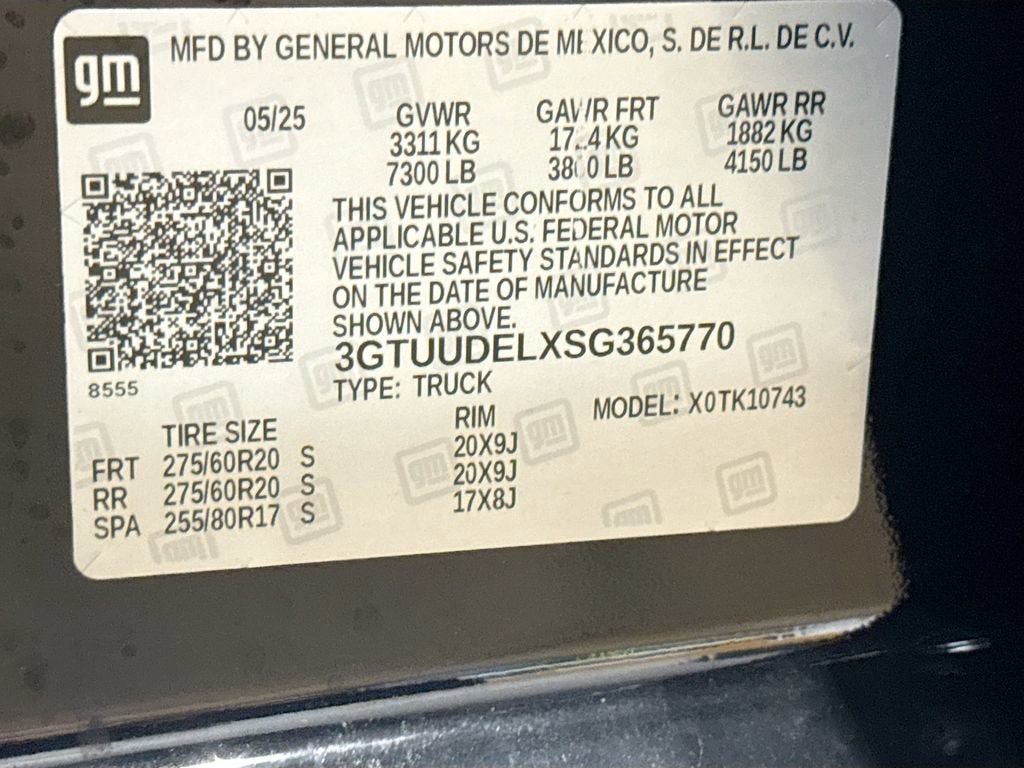 gm
MFD BY GENERAL MOTORS DE MEXICO, S. DE R.L. DE C.V.
05/25 GVWR GAWR FRT GAWR RR
3311 KG KG 1882 KG
7300 LB LB 4150 LB
THIS VEHICLE CONFORMS TO ALL
APPLICABLE U.S. FEDERAL MOTOR
VEHICLE SAFETY STANDARDS IN EFFECT
ON THE DATE OF MANUFACTURE
SHOWN ABOVE.
3GTUUDELXSG365770
8555
TYPE: TRUCK
MODEL: X0TK10743
TIRE SIZE RIM
FRT 275/60R20 S 20X9J
RR 275/60R20 S 20X9J
SPA 255/80R17 S 17X8J